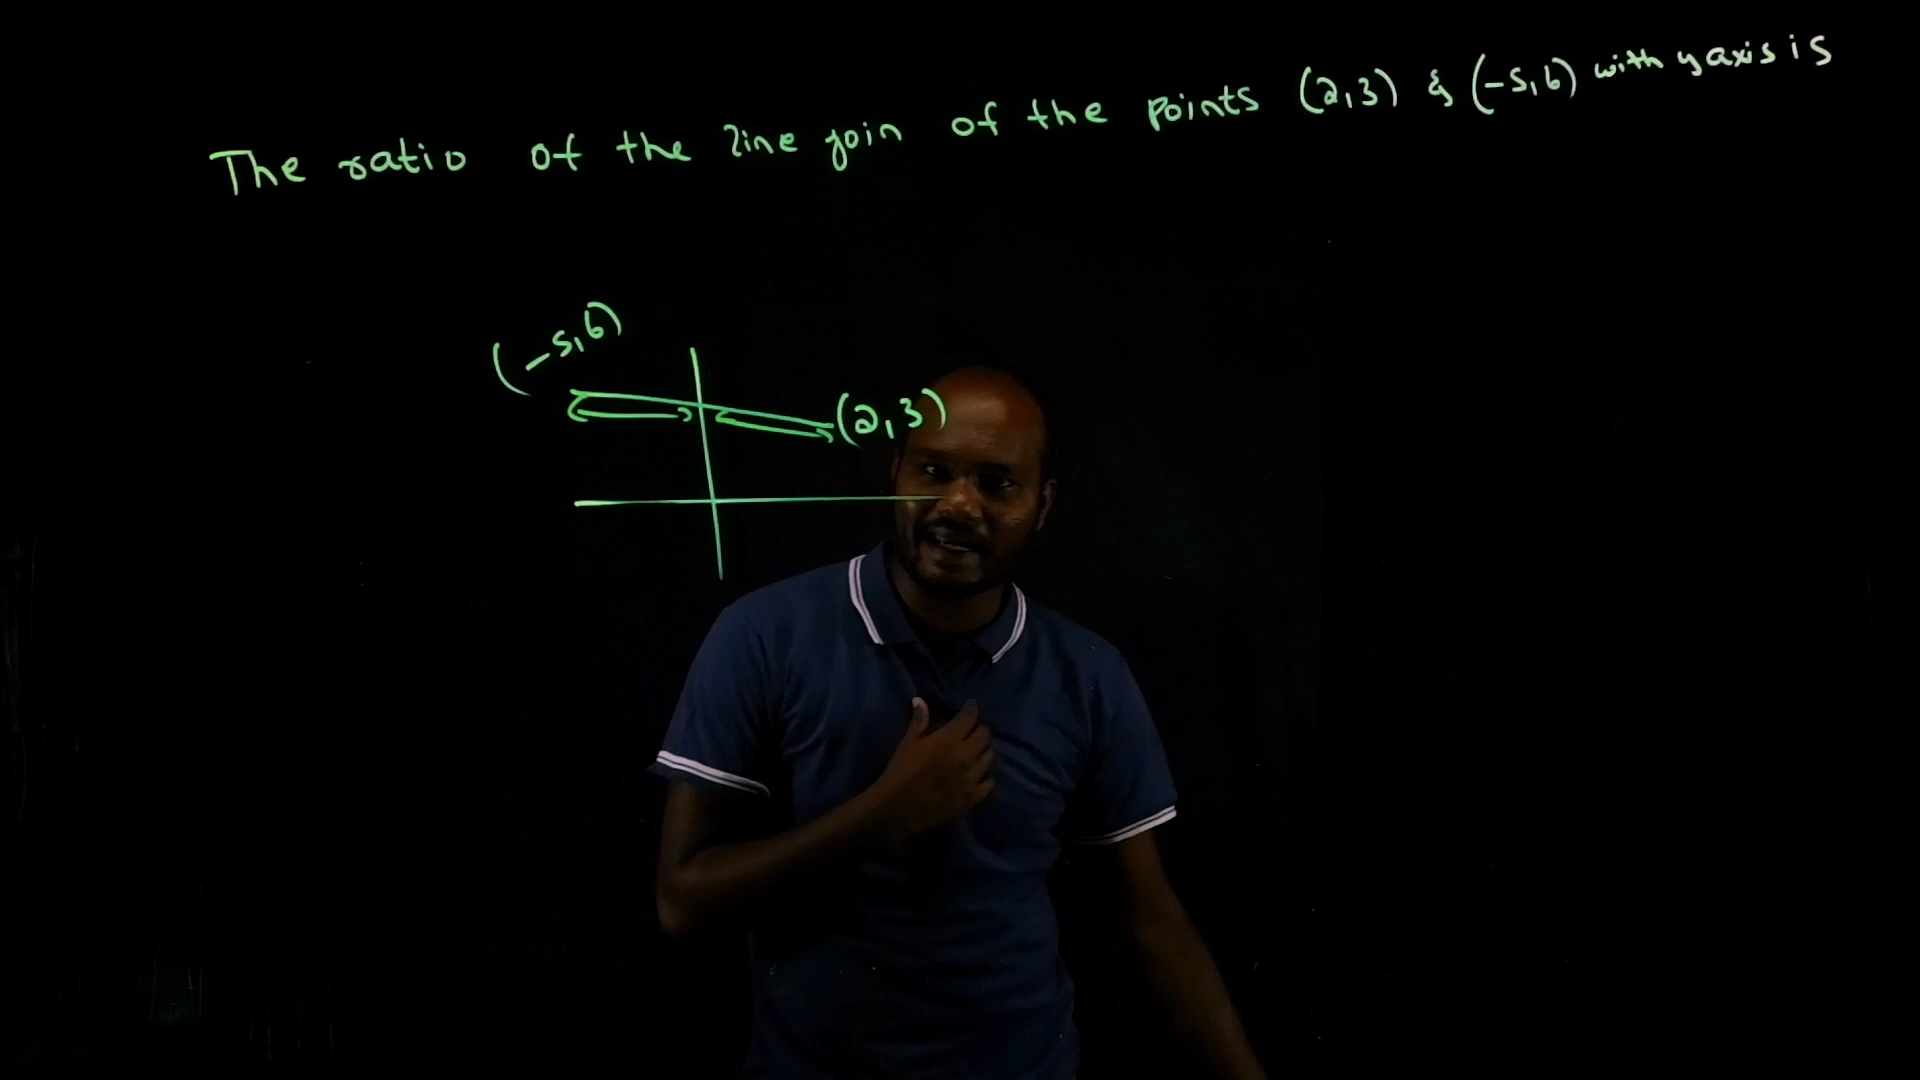 The ratio of the line join of the points (2,3) & (-5,6) with y axis is
(-5,6)
(2,3)